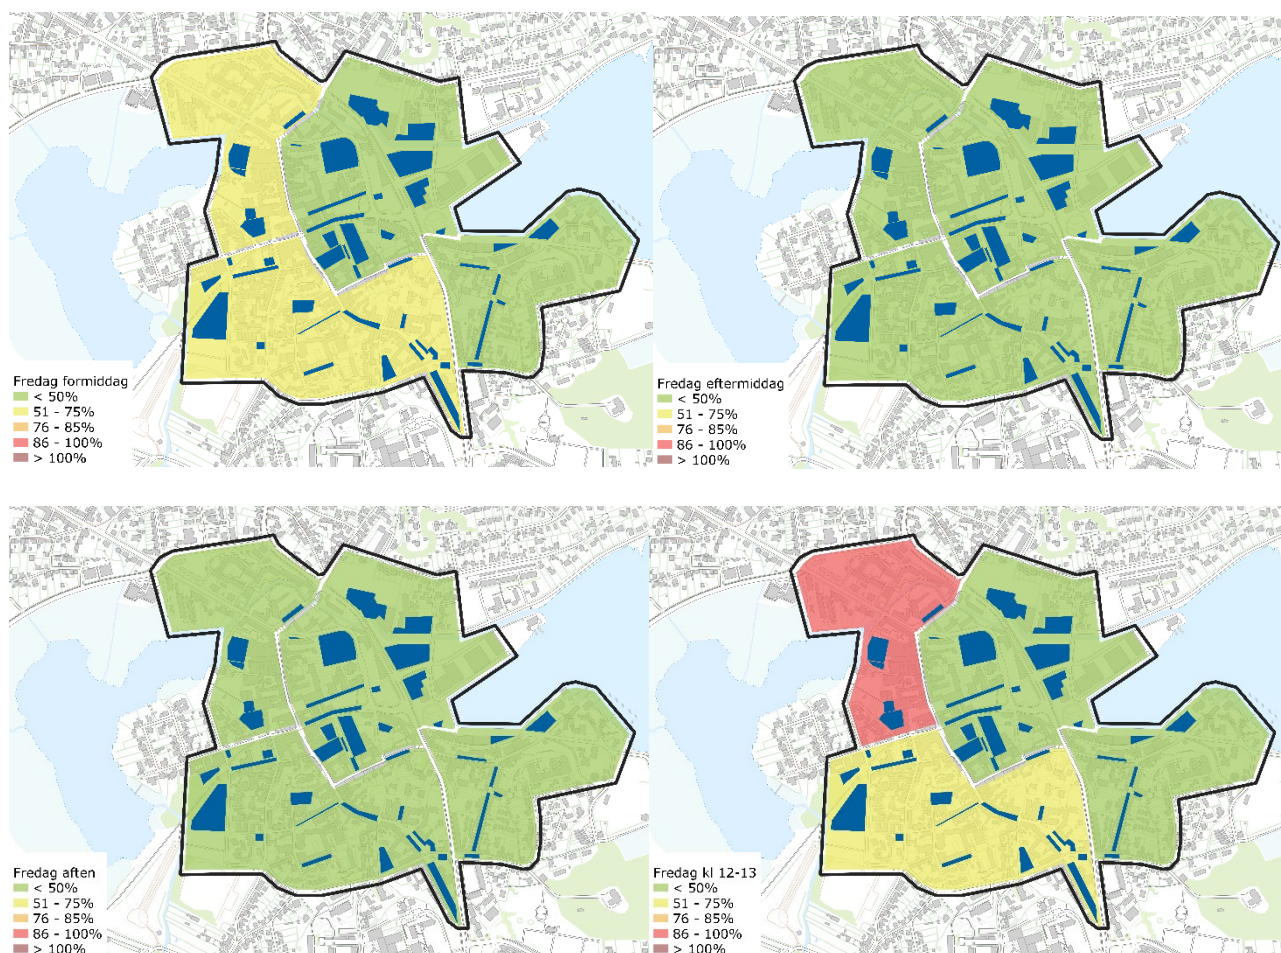 Fredag formiddag
< 50%
51 - 75%
76 - 85%
86 - 100%
> 100%
Fredag eftermiddag
< 50%
51 - 75%
76 - 85%
86 - 100%
> 100%
Fredag aften
< 50%
51 - 75%
76 - 85%
86 - 100%
> 100%
Fredag kl 12-13
< 50%
51 - 75%
76 - 85%
86 - 100%
> 100%